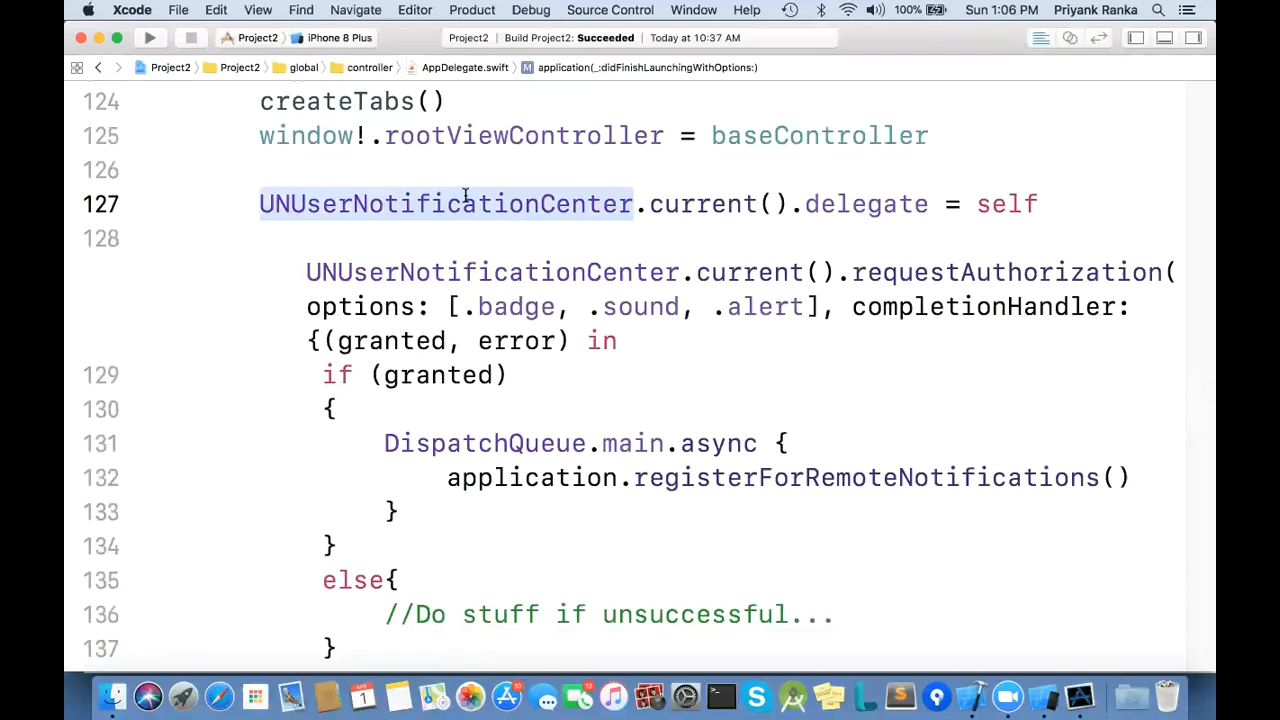 Xcode File Edit View Find Navigate Editor Product Debug Source Control Window Help 100% Sun 1:06 PM Priyank Ranka
Project2 iPhone 8 Plus Project2 | Build Project2: Succeeded | Today at 10:37 AM
Project2 Project2 global controller AppDelegate.swift M application(_:didFinishLaunchingWithOptions:)
124 createTabs()
125 window!.rootViewController = baseController
126
127 UNUserNotificationCenter.current().delegate = self
128
UNUserNotificationCenter.current().requestAuthorization(
options: [.badge, .sound, .alert], completionHandler:
{(granted, error) in
129 if (granted)
130 {
131 DispatchQueue.main.async {
132 application.registerForRemoteNotifications()
133 }
134 }
135 else{
136 //Do stuff if unsuccessful...
137 }